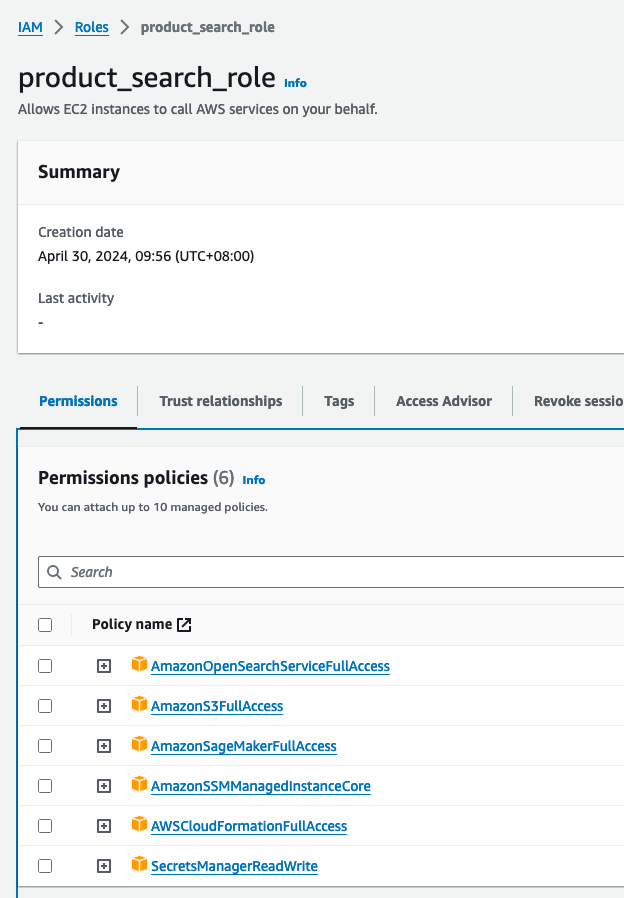 IAM > Roles > product_search_role
product_search_role Info
Allows EC2 instances to call AWS services on your behalf.
Summary
Creation date
April 30, 2024, 09:56 (UTC+08:00)
Last activity
-
Permissions Trust relationships Tags Access Advisor Revoke sessio
Permissions policies (6) Info
You can attach up to 10 managed policies.
Search
Policy name
AmazonOpenSearchServiceFullAccess
AmazonS3FullAccess
AmazonSageMakerFullAccess
AmazonSSMManagedInstanceCore
AWSCloudFormationFullAccess
SecretsManagerReadWrite